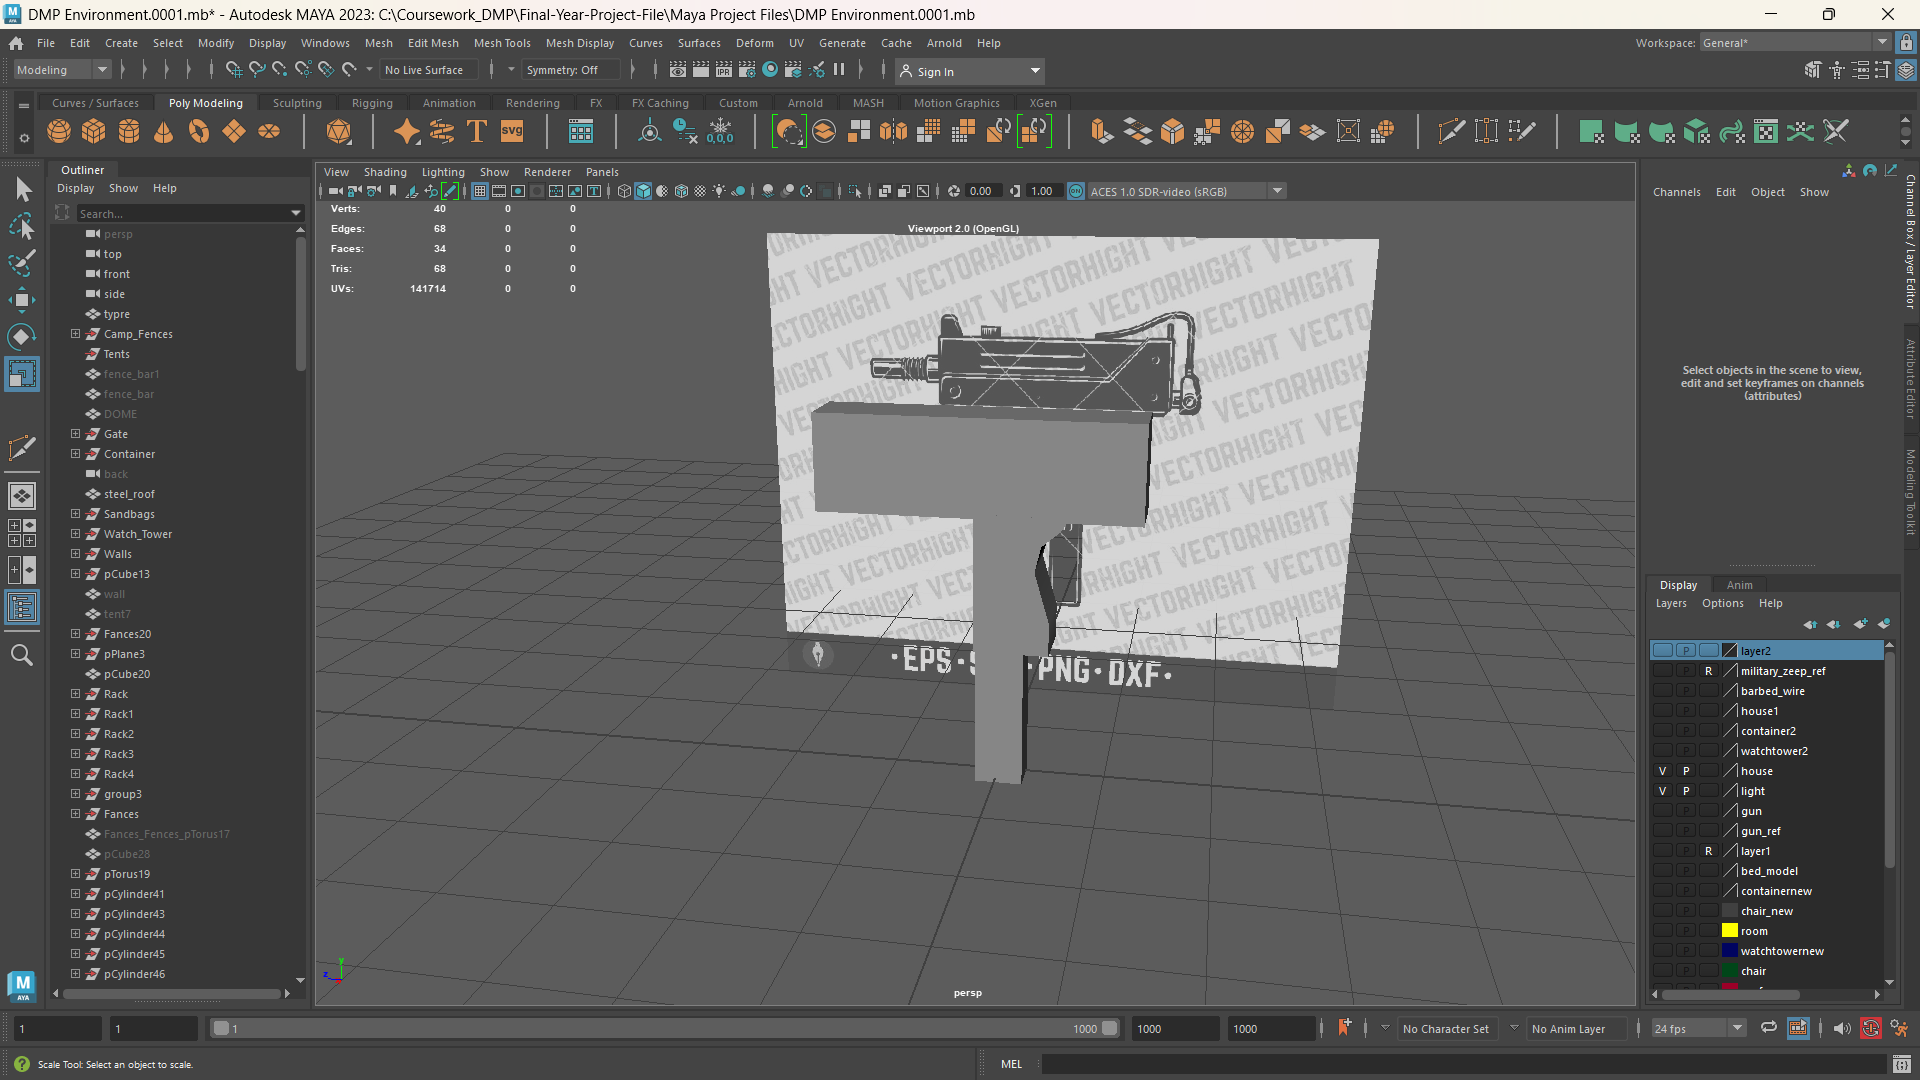 DMP Environment.0001.mb* - Autodesk MAYA 2023: C:\Coursework_DMP\Final-Year-Project-File\Maya Project Files\DMP Environment.0001.mb
File Edit Create Select Modify Display Windows Mesh Edit Mesh Mesh Tools Mesh Display Curves Surfaces Deform UV Generate Cache Arnold Help
Workspace: General*
Modeling No Live Surface Symmetry: Off Sign In
Curves / Surfaces Poly Modeling Sculpting Rigging Animation Rendering FX FX Caching Custom Arnold MASH Motion Graphics XGen
Outliner
Display Show Help
Search...
persp
top
front
side
typre
Camp_Fences
Tents
fence_bar1
fence_bar
DOME
Gate
Container
back
steel_roof
Sandbags
Watch_Tower
Walls
pCube13
wall
tent7
Fances20
pPlane3
pCube20
Rack
Rack1
Rack2
Rack3
Rack4
group3
Fances
Fances_Fences_pTorus17
pCube28
pTorus19
pCylinder41
pCylinder43
pCylinder44
pCylinder45
pCylinder46
View Shading Lighting Show Renderer Panels
0.00 1.00 ACES 1.0 SDR-video (sRGB)
Verts: 40 0 0
Edges: 68 0 0
Faces: 34 0 0
Tris: 68 0 0
UVs: 141714 0 0
Viewport 2.0 (OpenGL)
VECTORHIGHT
PNG • DXF •
• EPS •
persp
Channels Edit Object Show
Select objects in the scene to view,
edit and set keyframes on channels
(attributes)
Channel Box / Layer Editor
Attribute Editor
Modeling Toolkit
Display Anim
Layers Options Help
P layer2
P R military_zeep_ref
P barbed_wire
P house1
P container2
P watchtower2
V P house
V P light
P gun
P gun_ref
P R layer1
P bed_model
P containernew
P chair_new
P room
P watchtowernew
P chair
1 1 1 1000 1000 1000 No Character Set No Anim Layer 24 fps
Scale Tool: Select an object to scale.
MEL